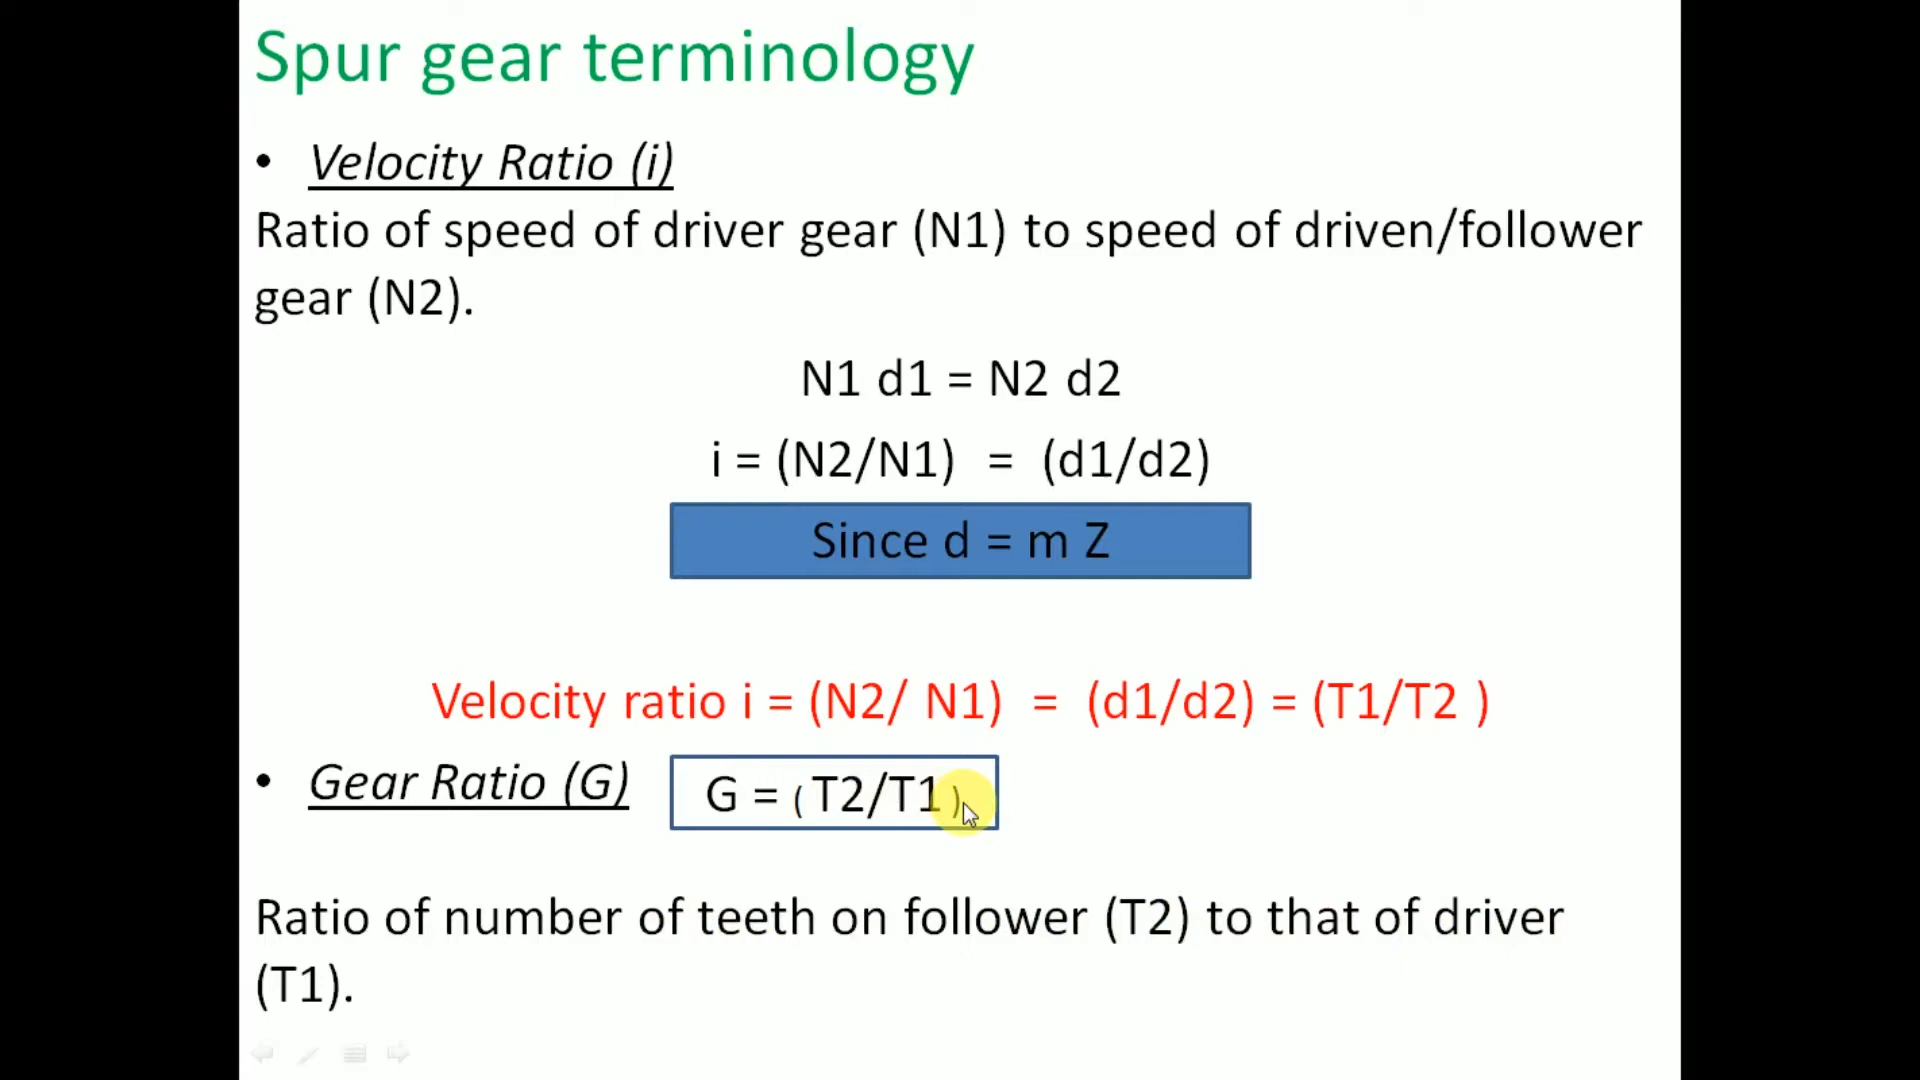 Spur gear terminology
• Velocity Ratio (i)
Ratio of speed of driver gear (N1) to speed of driven/follower
gear (N2).
N1 d1 = N2 d2
i = (N2/N1) = (d1/d2)
Since d = m Z
Velocity ratio i = (N2/ N1) = (d1/d2) = (T1/T2 )
• Gear Ratio (G) G = ( T2/T1 )
Ratio of number of teeth on follower (T2) to that of driver
(T1).